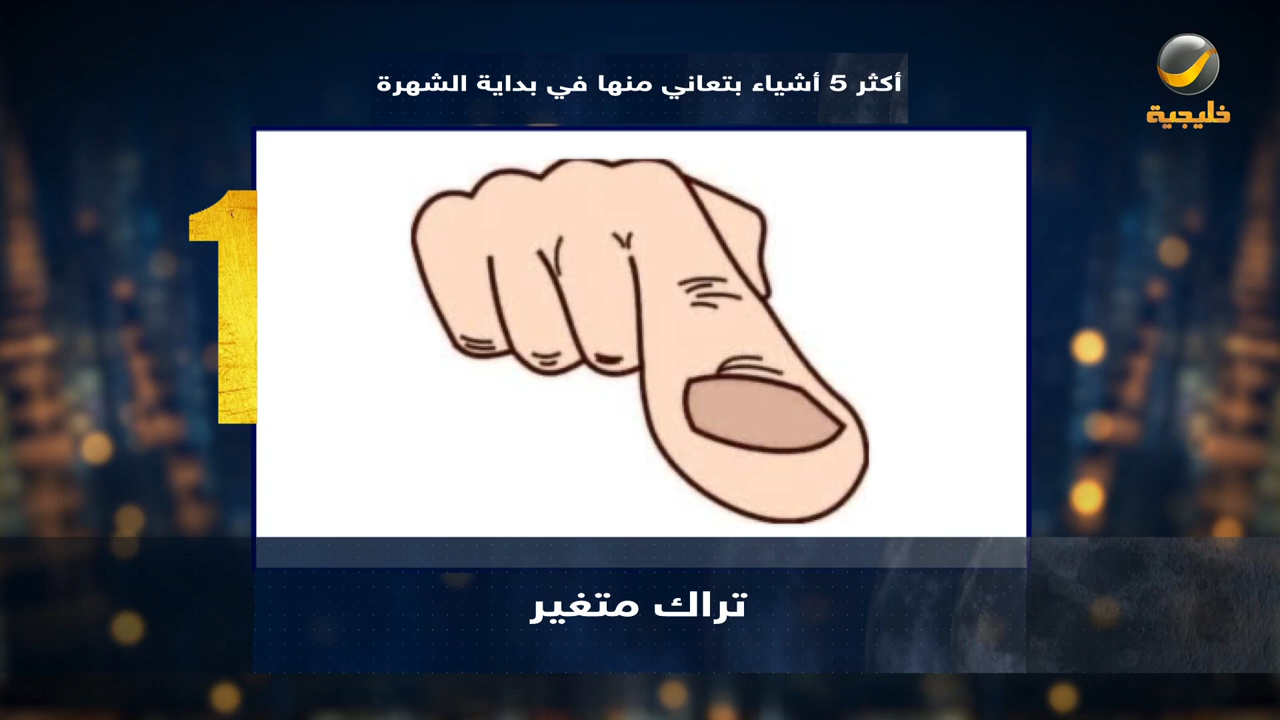 أكثر 5 أشياء بتعاني منها في بداية الشهرة
خليجية
1
تراك متغير